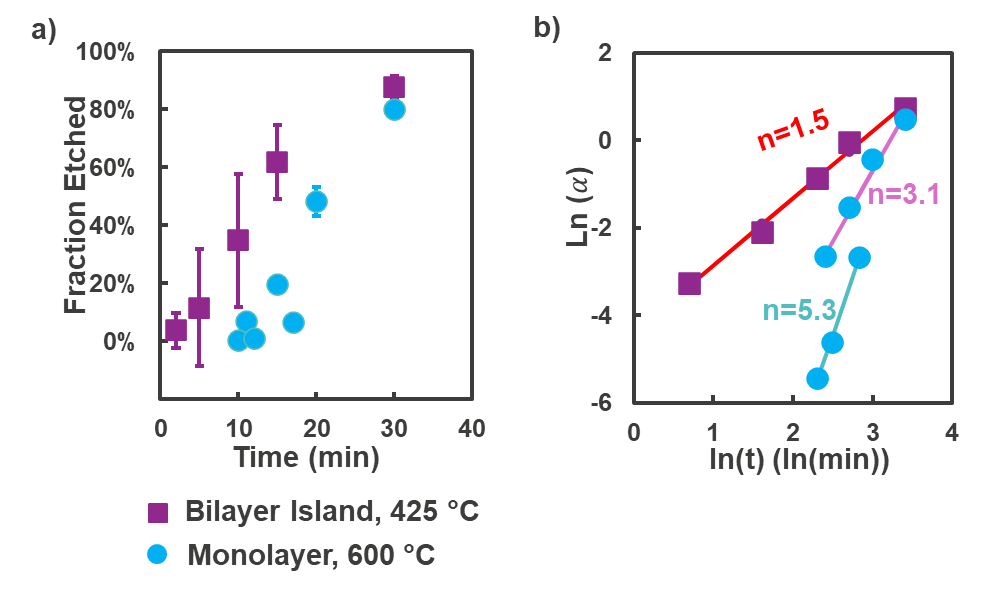 a)
100%
80%
60%
40%
20%
0%
Fraction Etched
0 10 20 30 40
Time (min)
b)
2
0
-2
-4
-6
Ln (α)
n=1.5
n=3.1
n=5.3
0 1 2 3 4
ln(t) (ln(min))
Bilayer Island, 425 °C
Monolayer, 600 °C